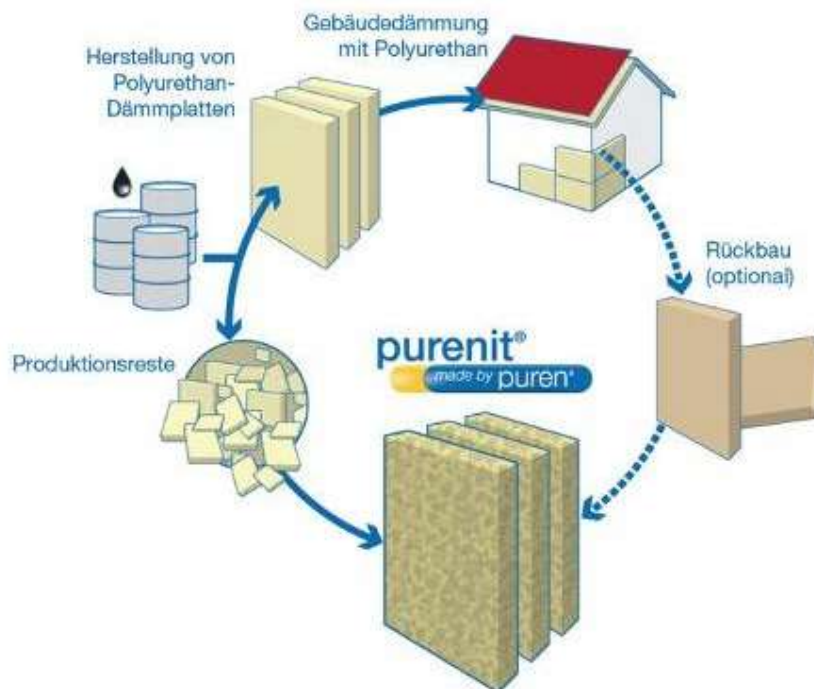 Gebäudedämmung
mit Polyurethan
Herstellung von
Polyurethan-
Dämmplatten
Rückbau
(optional)
Produktionsreste
purenit®
made by puren®